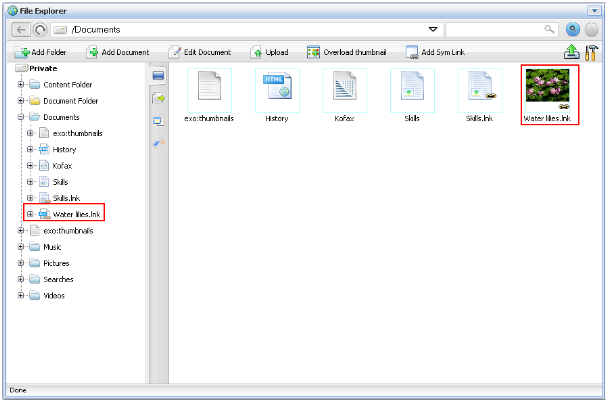 File Explorer
/Documents
Add Folder Add Document Edit Document Upload Overload thumbnail Add Sym Link
Private
Content Folder
Document Folder
Documents
exo:thumbnails
History
Kofax
Skills
Skills.lnk
Water lilies.lnk
exo:thumbnails
Music
Pictures
Searches
Videos
HTML
exo:thumbnails History Kofax Skills Skills.lnk Water lilies.lnk
Done